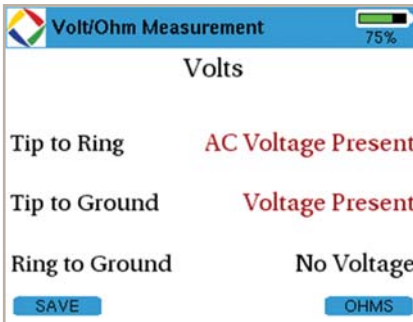 Volt/Ohm Measurement
75%
Volts
Tip to Ring AC Voltage Present
Tip to Ground Voltage Present
Ring to Ground No Voltage
SAVE OHMS